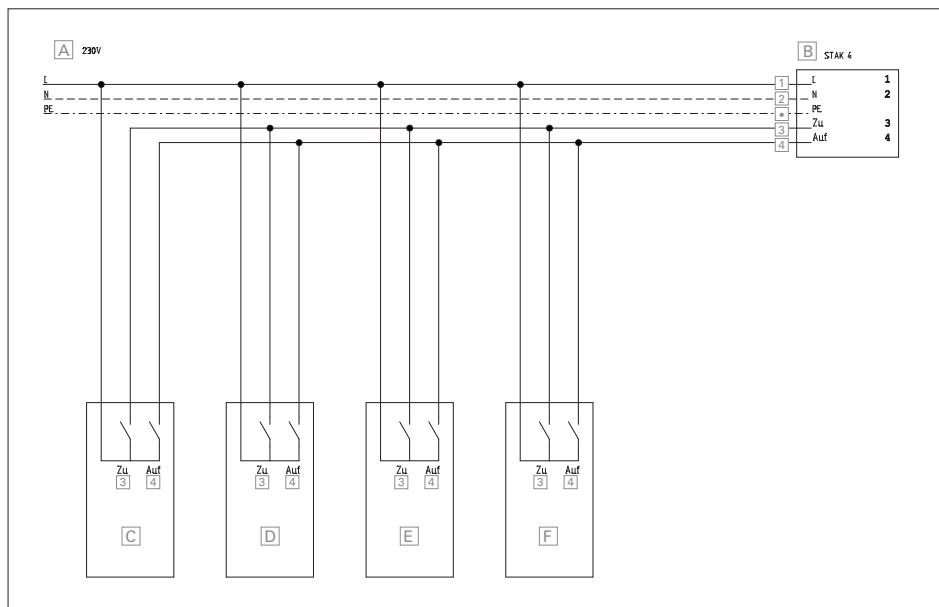 A 230V
B STAK 4
L 1 L 1
N 2 N 2
PE PE
3 Zu 3
4 Auf 4
Zu Auf Zu Auf Zu Auf Zu Auf
3 4 3 4 3 4 3 4
C D E F